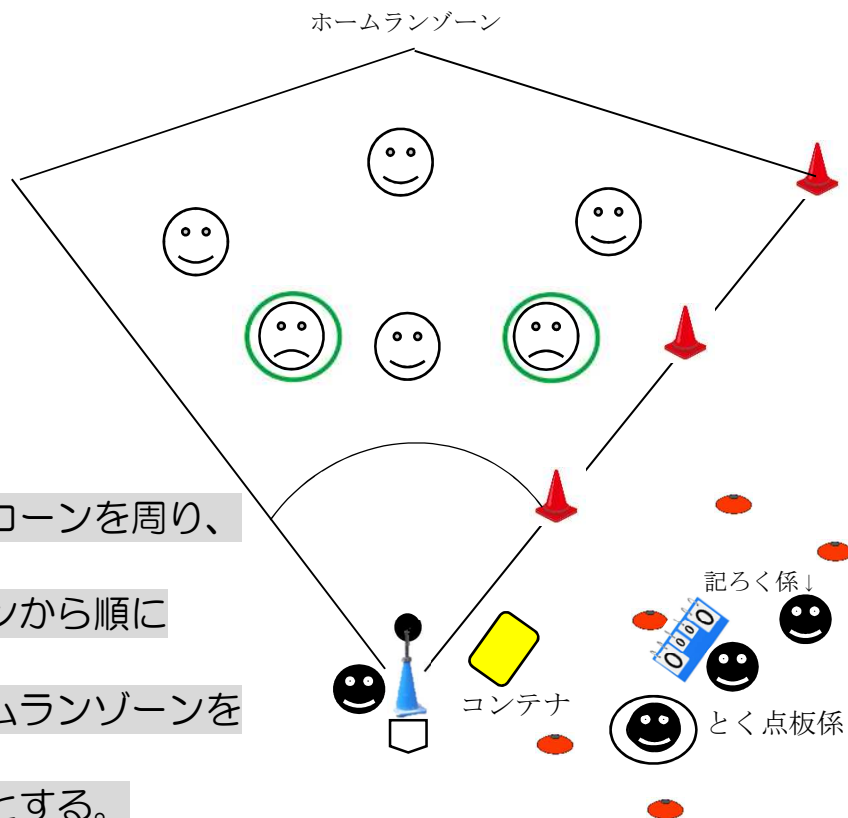 ホームランゾーン
コーンを周り、
ンから順に
ムランゾーンを
とする。
記ろく係↓
0000
コンテナ
とく点板係